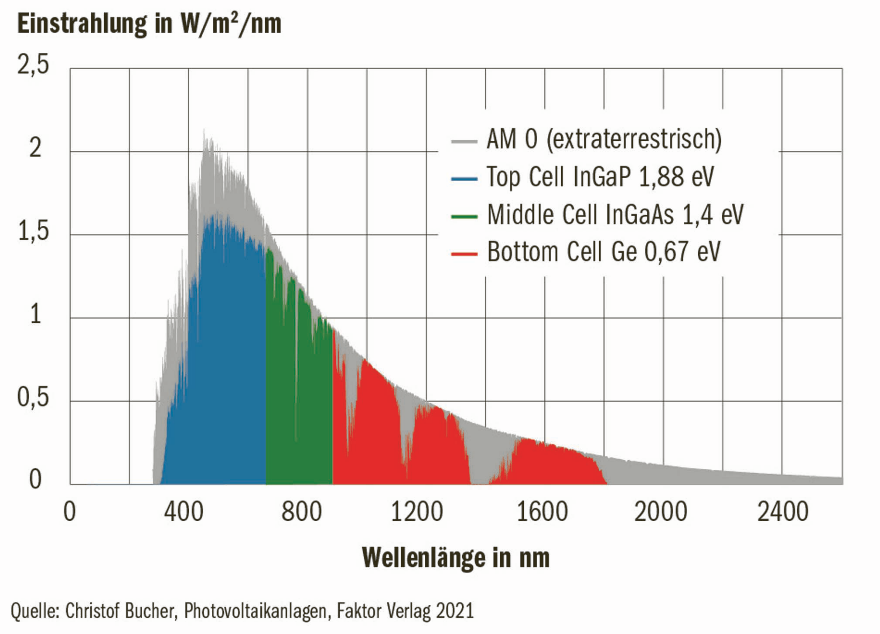 Einstrahlung in W/m²/nm
2,5
2
1,5
1
0,5
0
AM 0 (extraterrestrisch)
Top Cell InGaP 1,88 eV
Middle Cell InGaAs 1,4 eV
Bottom Cell Ge 0,67 eV
0 400 800 1200 1600 2000 2400
Wellenlänge in nm
Quelle: Christof Bucher, Photovoltaikanlagen, Faktor Verlag 2021